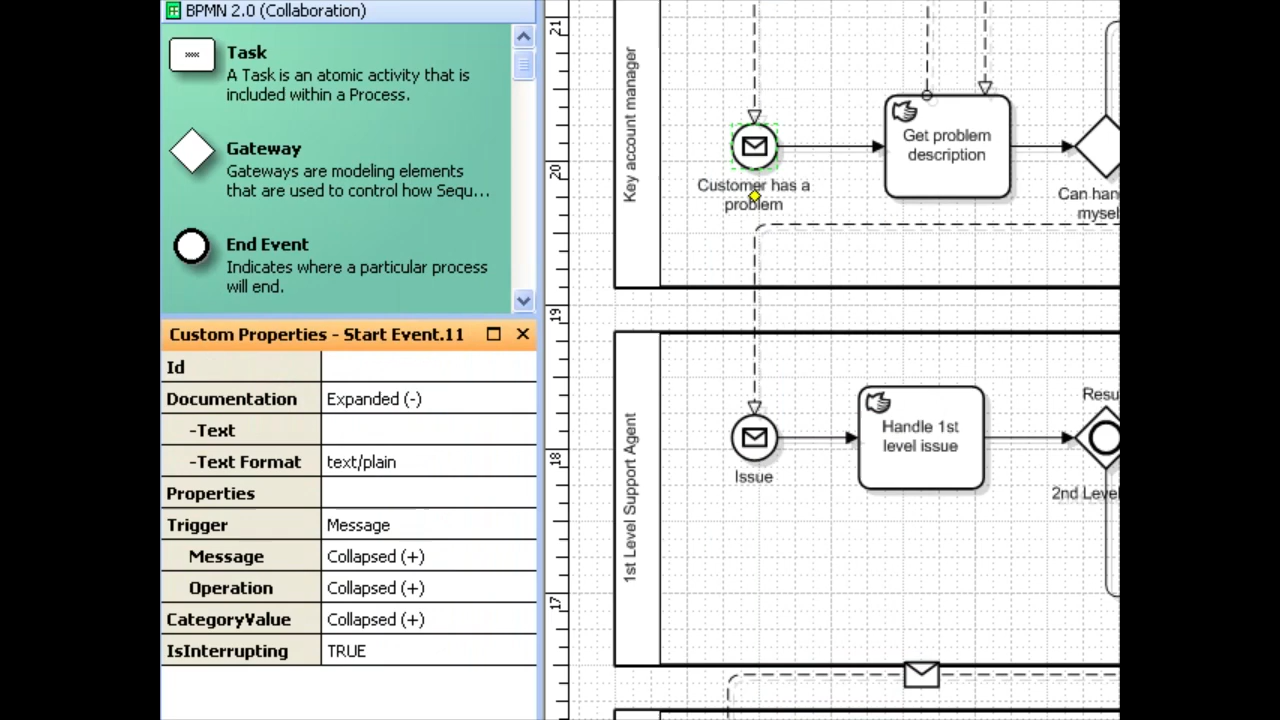 BPMN 2.0 (Collaboration)
Task
A Task is an atomic activity that is
included within a Process.
Gateway
Gateways are modeling elements
that are used to control how Sequ...
End Event
Indicates where a particular process
will end.
Custom Properties - Start Event.11
Id
Documentation Expanded (-)
-Text
-Text Format text/plain
Properties
Trigger Message
Message Collapsed (+)
Operation Collapsed (+)
CategoryValue Collapsed (+)
IsInterrupting TRUE
21
20
19
18
17
Key account manager
Customer has a
problem
Get problem
description
Can han
mysel
1st Level Support Agent
Issue
Handle 1st
level issue
Resu
2nd Level